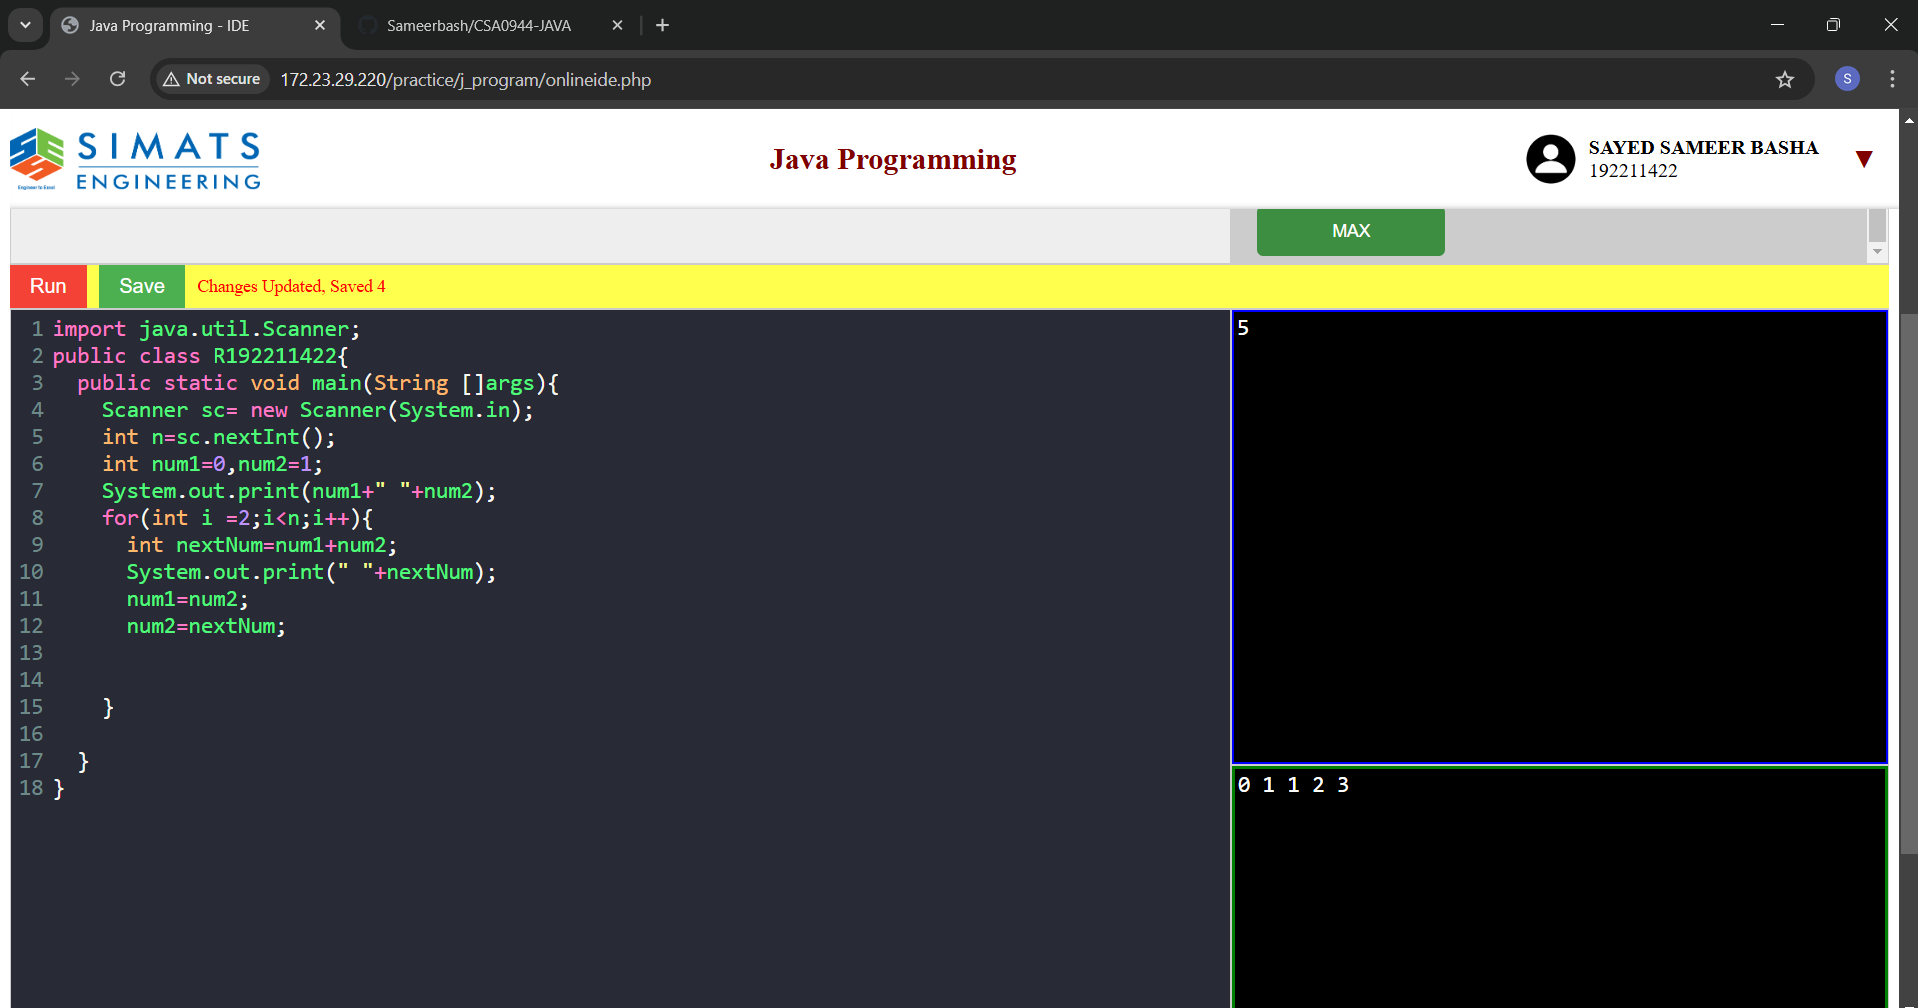 Java Programming - IDE
Sameerbash/CSA0944-JAVA
Not secure
172.23.29.220/practice/j_program/onlineide.php
S
SIMATS
ENGINEERING
Engineer to Excel
Java Programming
SAYED SAMEER BASHA
192211422
MAX
Run
Save
Changes Updated, Saved 4
1 import java.util.Scanner;
2 public class R192211422{
3   public static void main(String []args){
4     Scanner sc= new Scanner(System.in);
5     int n=sc.nextInt();
6     int num1=0,num2=1;
7     System.out.print(num1+" "+num2);
8     for(int i =2;i<n;i++){
9       int nextNum=num1+num2;
10       System.out.print(" "+nextNum);
11       num1=num2;
12       num2=nextNum;
13
14
15     }
16
17   }
18 }
5
0 1 1 2 3